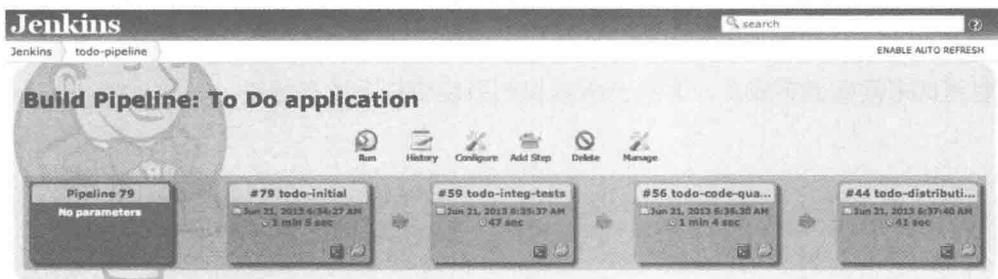 Jenkins
search
Jenkins todo-pipeline
ENABLE AUTO REFRESH
Build Pipeline: To Do application
Run History Configure Add Step Delete Manage
Pipeline 79
No parameters
#79 todo-initial
Jun 21, 2013 6:34:27 AM
1 min 5 sec
#59 todo-integ-tests
Jun 21, 2013 6:35:37 AM
47 sec
#56 todo-code-qua...
Jun 21, 2013 6:36:30 AM
1 min 4 sec
#44 todo-distributi...
Jun 21, 2013 6:37:40 AM
41 sec